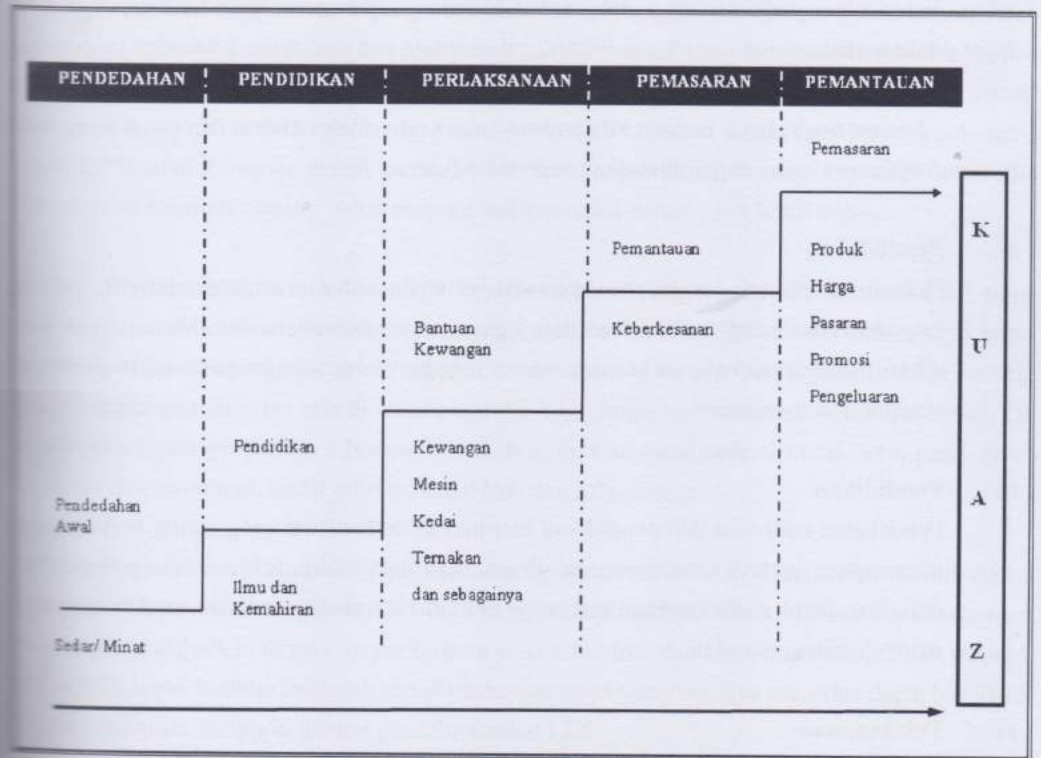 PENDEDAHAN
PENDIDIKAN
PERLAKSANAAN
PEMASARAN
PEMANTAUAN
Pendedahan
Awal
Sedar/ Minat
Pendidikan
Ilmu dan
Kemahiran
Bantuan
Kewangan
Kewangan
Mesin
Kedai
Ternakan
dan sebagainya
Pemantauan
Keberkesanan
Pemasaran
Produk
Harga
Pasaran
Promosi
Pengeluaran
K
U
A
Z